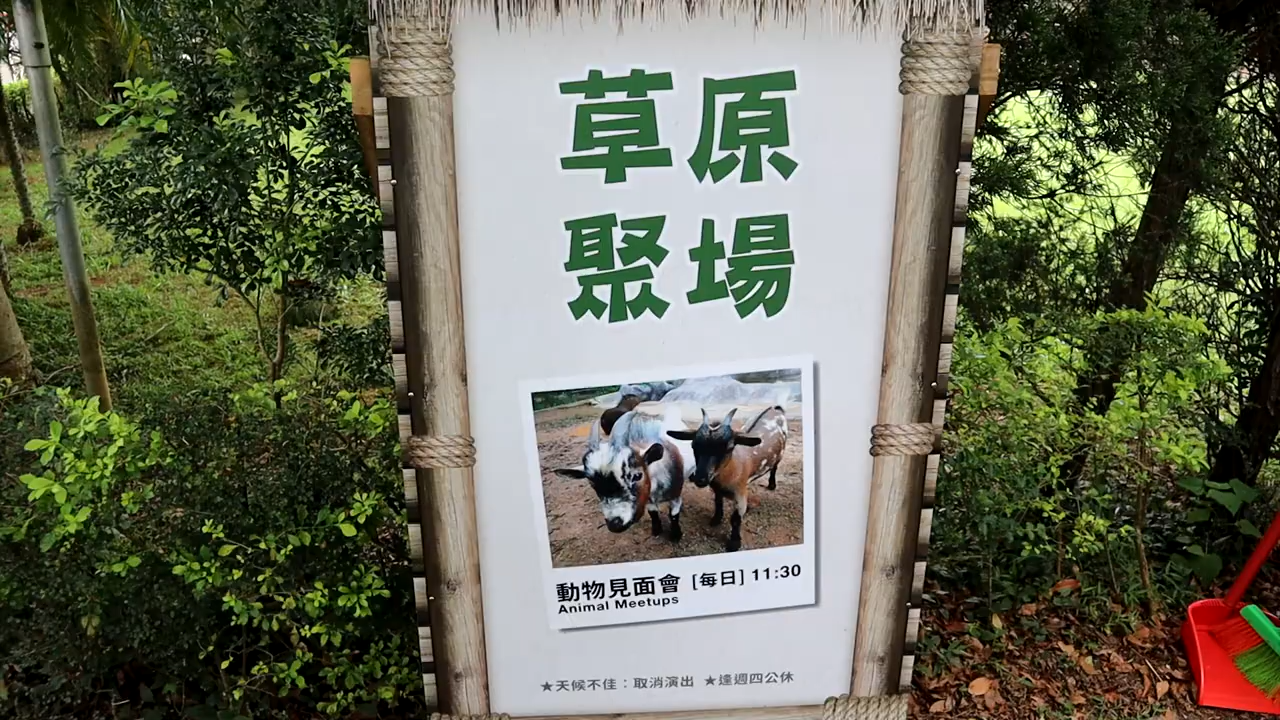 草原
聚場
動物見面會 [每日] 11:30
Animal Meetups
★天候不佳：取消演出 ★逢週四公休